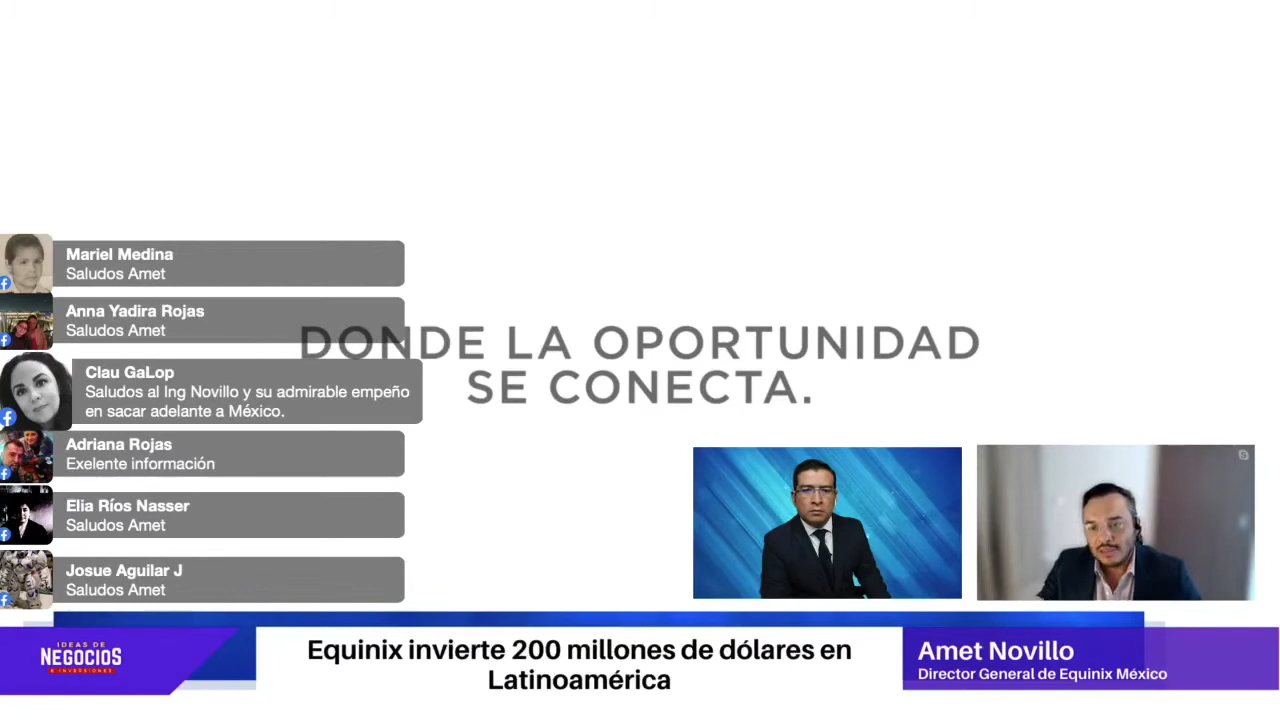 Mariel Medina
Saludos Amet
Anna Yadira Rojas
Saludos Amet
DONDE LA OPORTUNIDAD
SE CONECTA.
Clau GaLop
Saludos al Ing Novillo y su admirable empeño
en sacar adelante a México.
Adriana Rojas
Exelente información
Elia Ríos Nasser
Saludos Amet
Josue Aguilar J
Saludos Amet
IDEAS DE
NEGOCIOS
E INVERSIONES
Equinix invierte 200 millones de dólares en
Latinoamérica
Amet Novillo
Director General de Equinix México